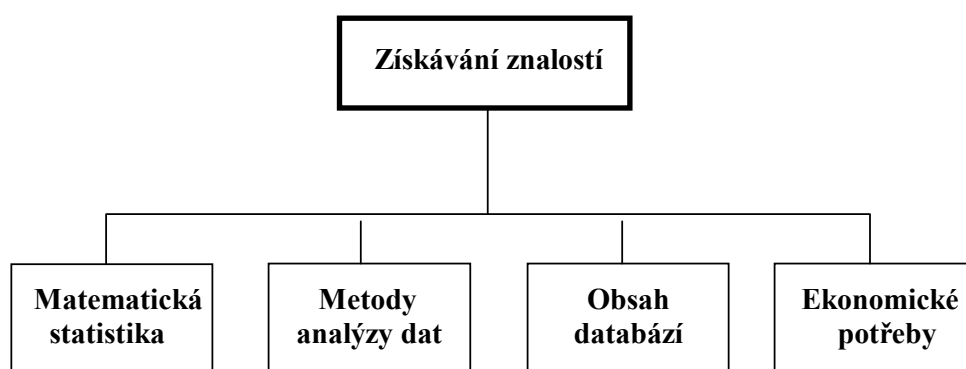 Získávání znalostí
Matematická
statistika
Metody
analýzy dat
Obsah
databází
Ekonomické
potřeby